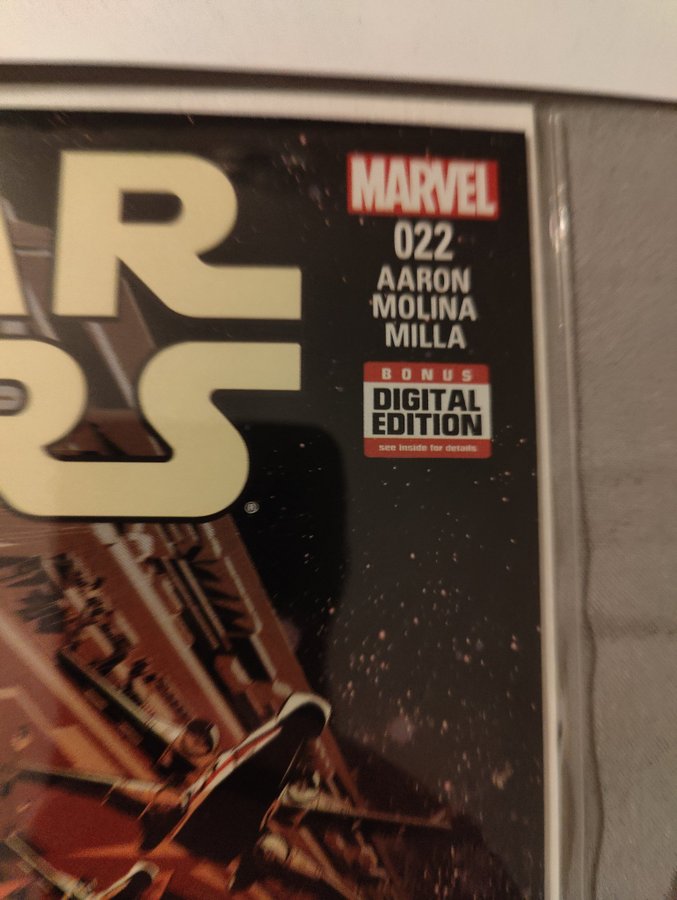 AR
MARVEL
022
AARON
MOLINA
MILLA
BONUS
DIGITAL
EDITION
see inside for details
RS
®